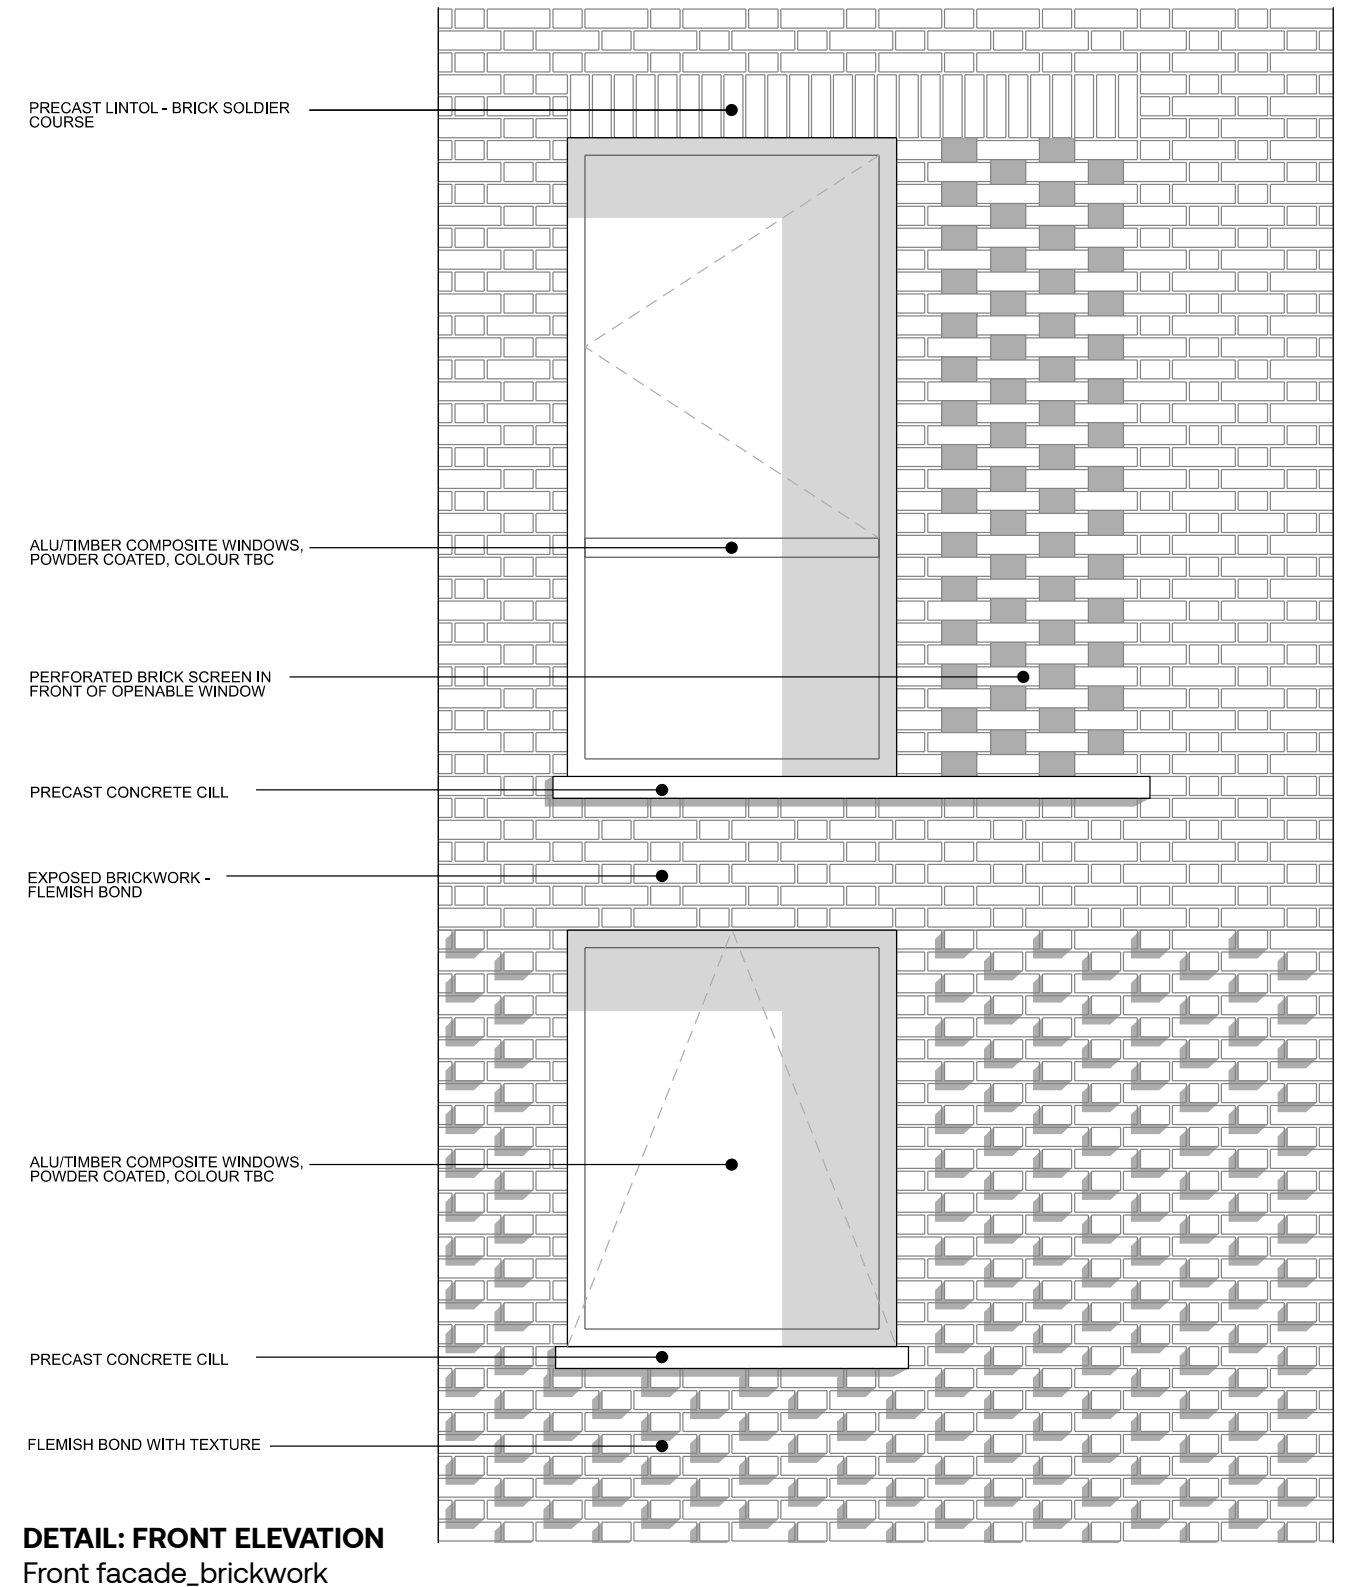 PRECAST LINTOL - BRICK SOLDIER
COURSE
ALU/TIMBER COMPOSITE WINDOWS,
POWDER COATED, COLOUR TBC
PERFORATED BRICK SCREEN IN
FRONT OF OPENABLE WINDOW
PRECAST CONCRETE CILL
EXPOSED BRICKWORK -
FLEMISH BOND
ALU/TIMBER COMPOSITE WINDOWS,
POWDER COATED, COLOUR TBC
PRECAST CONCRETE CILL
FLEMISH BOND WITH TEXTURE
DETAIL: FRONT ELEVATION
Front facade_brickwork